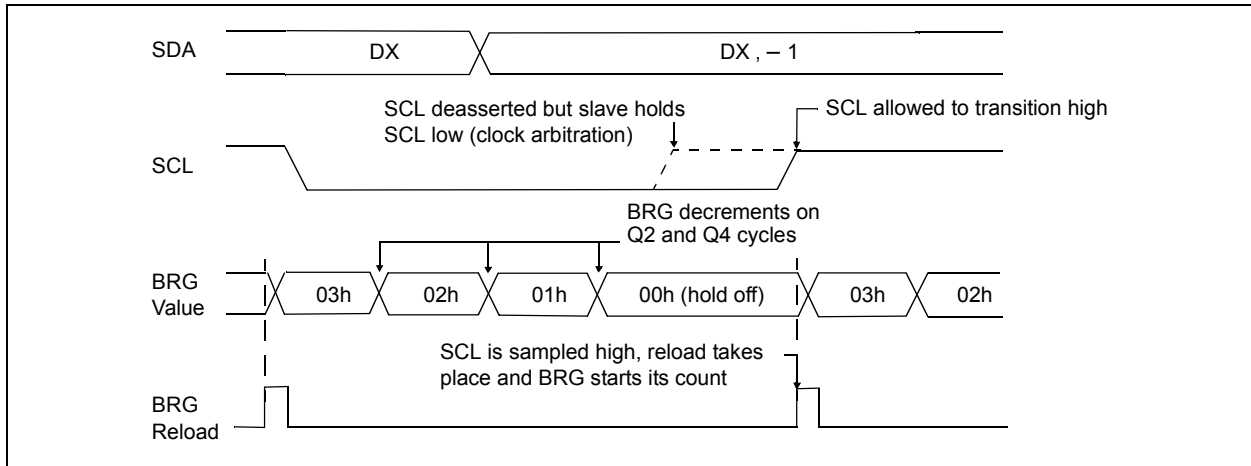 SDA
DX
DX , – 1
SCL deasserted but slave holds
SCL low (clock arbitration)
SCL allowed to transition high
SCL
BRG decrements on
Q2 and Q4 cycles
BRG
Value
03h
02h
01h
00h (hold off)
03h
02h
SCL is sampled high, reload takes
place and BRG starts its count
BRG
Reload